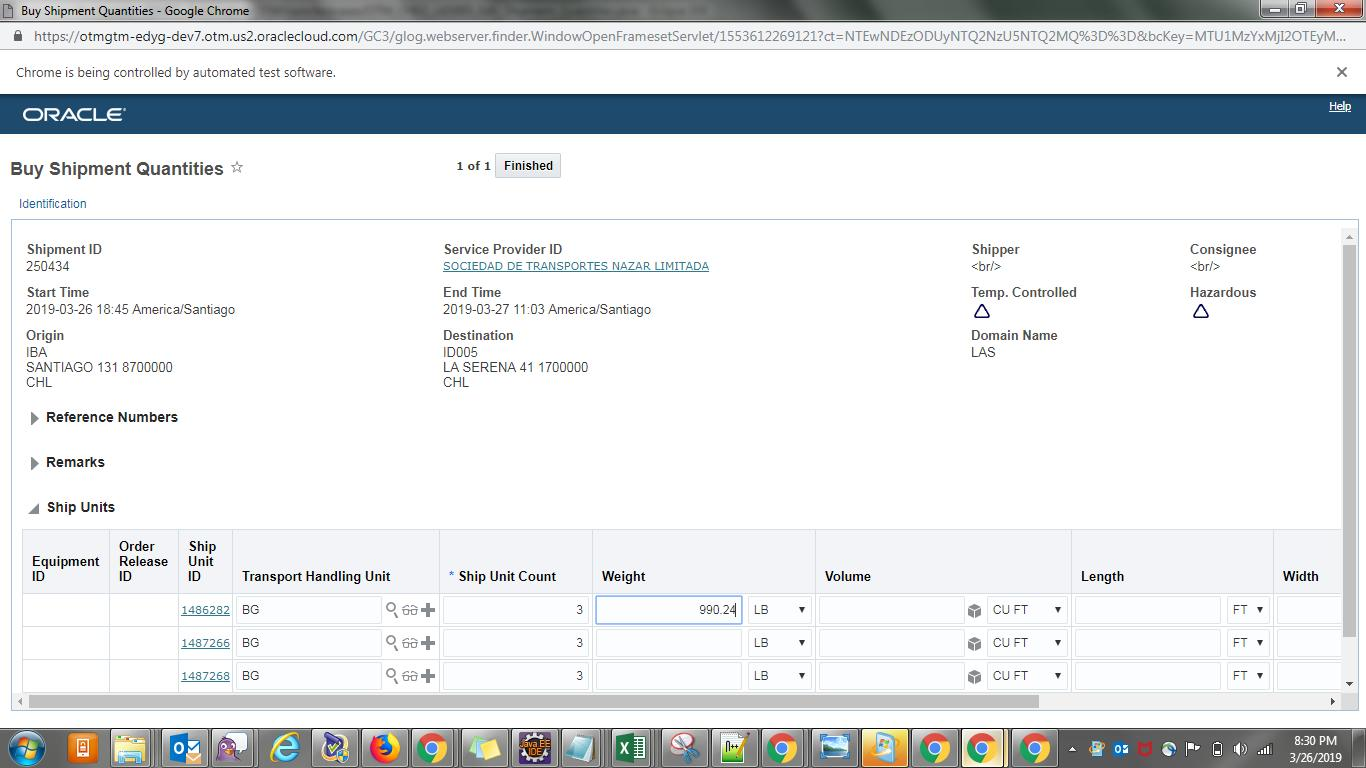 Buy Shipment Quantities - Google Chrome
https://otmgtm-edyg-dev7.otm.us2.oraclecloud.com/GC3/glog.webserver.finder.WindowOpenFramesetServlet/1553612269121?ct=NTEwNDEzODUyNTQ2NzU5NTQ2MQ%3D%3D&bcKey=MTU1MzYxMjI2OTEyM...
Chrome is being controlled by automated test software.
ORACLE
Help
Buy Shipment Quantities 1 of 1 Finished
Identification
Shipment ID Service Provider ID Shipper Consignee
250434 SOCIEDAD DE TRANSPORTES NAZAR LIMITADA <br/> <br/>
Start Time End Time Temp. Controlled Hazardous
2019-03-26 18:45 America/Santiago 2019-03-27 11:03 America/Santiago
Origin Destination Domain Name
IBA ID005 LAS
SANTIAGO 131 8700000 LA SERENA 41 1700000
CHL CHL
Reference Numbers
Remarks
Ship Units
Equipment ID Order Release ID Ship Unit ID Transport Handling Unit * Ship Unit Count Weight Volume Length Width
1486282 BG 3 990.24 LB CU FT FT
1487266 BG 3 LB CU FT FT
1487268 BG 3 LB CU FT FT
8:30 PM
3/26/2019